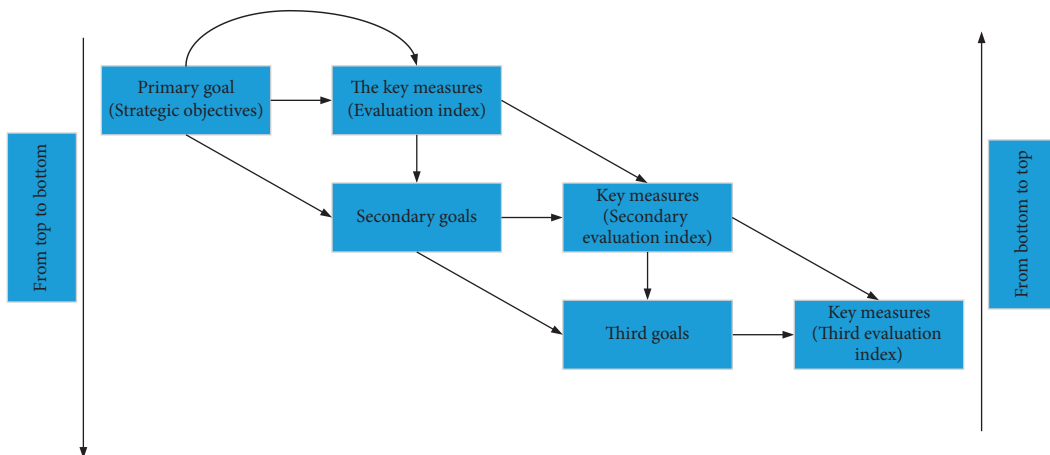 From top to bottom
Primary goal
(Strategic objectives)
The key measures
(Evaluation index)
Secondary goals
Key measures
(Secondary
evaluation index)
Third goals
Key measures
(Third evaluation
index)
From bottom to top